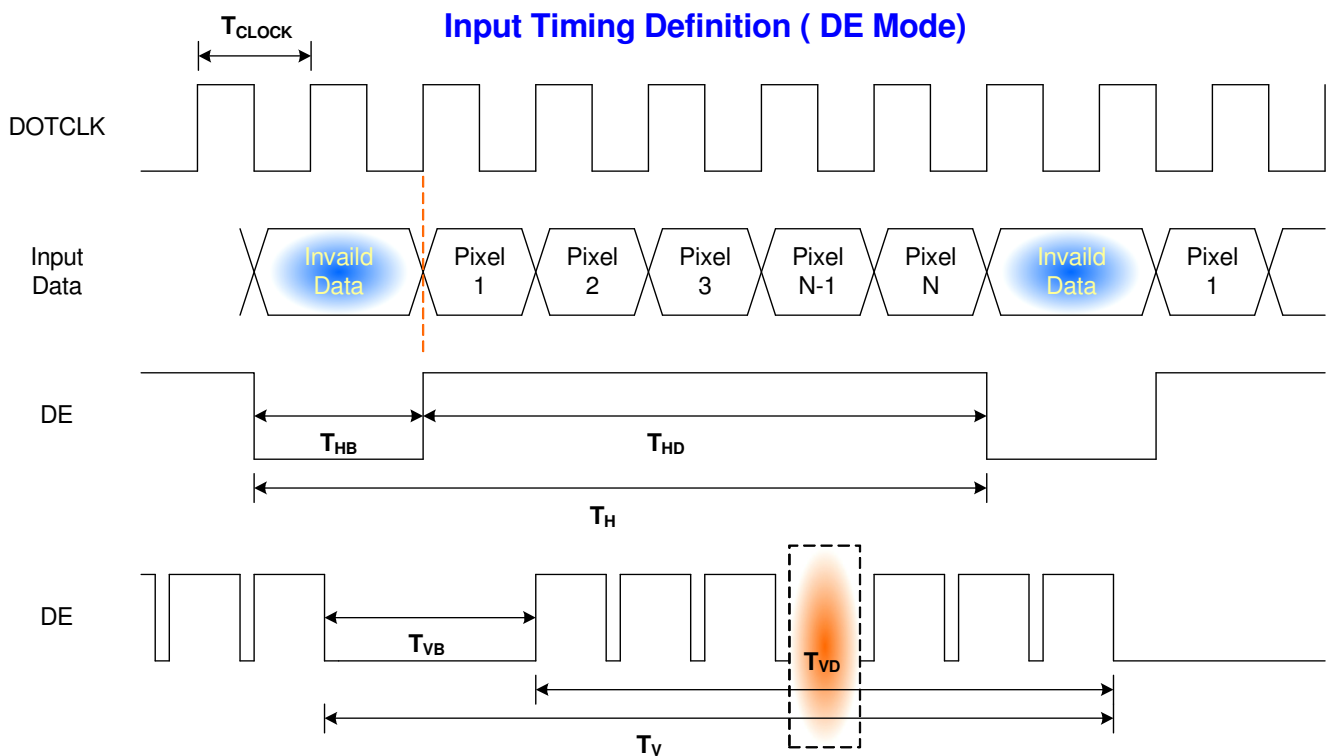 Input Timing Definition ( DE Mode)
TCLOCK
DOTCLK
Input
Data
Invaild
Data
Pixel
1
Pixel
2
Pixel
3
Pixel
N-1
Pixel
N
Invaild
Data
Pixel
1
DE
THB
THD
TH
DE
TVB
TVD
TV